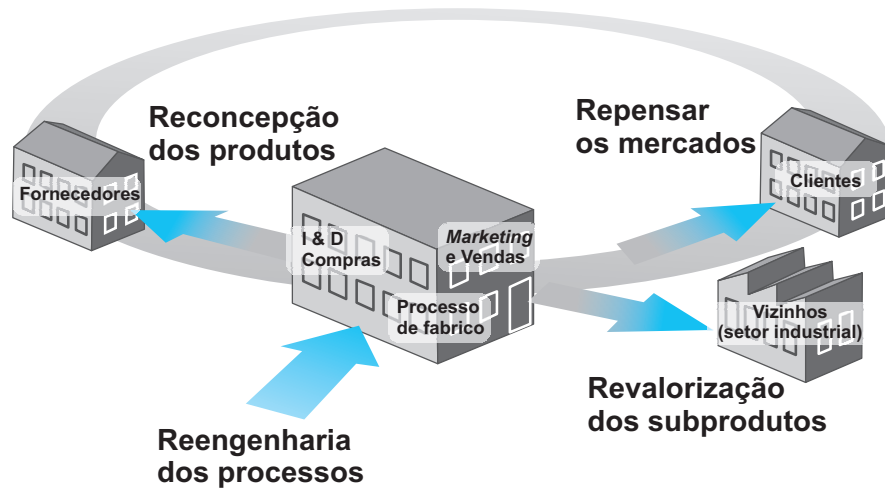 Reconcepção
dos produtos
Repensar
os mercados
Fornecedores
Clientes
I & D
Compras
Marketing
e Vendas
Processo
de fabrico
Vizinhos
(setor industrial)
Revalorização
dos subprodutos
Reengenharia
dos processos